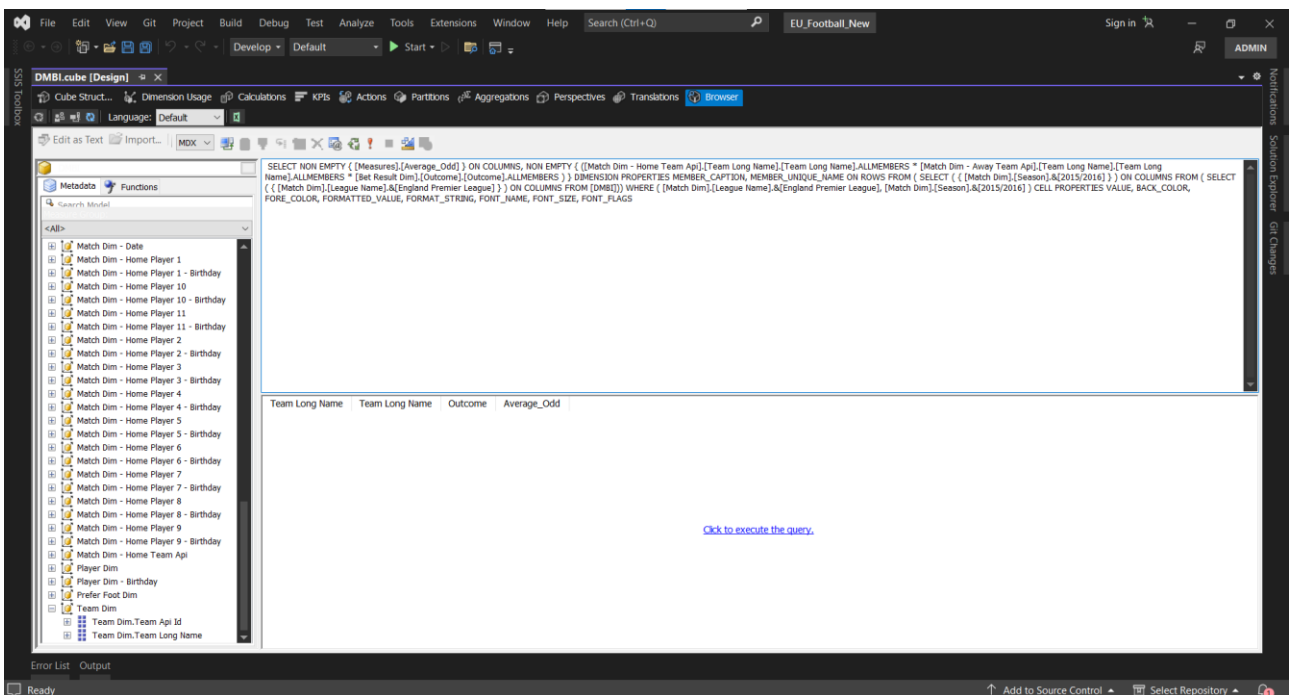 File Edit View Git Project Build Debug Test Analyze Tools Extensions Window Help Search (Ctrl+Q) EU_Football_New Sign in
Develop Default Start ADMIN
SSIS Toolbox
DMBI.cube [Design]
Cube Struct... Dimension Usage Calculations KPIs Actions Partitions Aggregations Perspectives Translations Browser
Language: Default
Edit as Text Import... MDX
Metadata Functions
Search Model
<All>
Match Dim - Date
Match Dim - Home Player 1
Match Dim - Home Player 1 - Birthday
Match Dim - Home Player 10
Match Dim - Home Player 10 - Birthday
Match Dim - Home Player 11
Match Dim - Home Player 11 - Birthday
Match Dim - Home Player 2
Match Dim - Home Player 2 - Birthday
Match Dim - Home Player 3
Match Dim - Home Player 3 - Birthday
Match Dim - Home Player 4
Match Dim - Home Player 4 - Birthday
Match Dim - Home Player 5
Match Dim - Home Player 5 - Birthday
Match Dim - Home Player 6
Match Dim - Home Player 6 - Birthday
Match Dim - Home Player 7
Match Dim - Home Player 7 - Birthday
Match Dim - Home Player 8
Match Dim - Home Player 8 - Birthday
Match Dim - Home Player 9
Match Dim - Home Player 9 - Birthday
Match Dim - Home Team Api
Player Dim
Player Dim - Birthday
Prefer Foot Dim
Team Dim
Team Dim.Team Api Id
Team Dim.Team Long Name
SELECT NON EMPTY { [Measures].[Average_Odd] } ON COLUMNS, NON EMPTY { ([Match Dim - Home Team Api].[Team Long Name].[Team Long Name].ALLMEMBERS * [Match Dim - Away Team Api].[Team Long Name].[Team Long
Name].ALLMEMBERS * [Bet Result Dim].[Outcome].[Outcome].ALLMEMBERS ) } DIMENSION PROPERTIES MEMBER_CAPTION, MEMBER_UNIQUE_NAME ON ROWS FROM ( SELECT ( { [Match Dim].[Season].&[2015/2016] } ) ON COLUMNS FROM ( SELECT
( { [Match Dim].[League Name].&[England Premier League] } ) ON COLUMNS FROM [DMBI])) WHERE ( [Match Dim].[League Name].&[England Premier League], [Match Dim].[Season].&[2015/2016] ) CELL PROPERTIES VALUE, BACK_COLOR,
FORE_COLOR, FORMATTED_VALUE, FORMAT_STRING, FONT_NAME, FONT_SIZE, FONT_FLAGS
Team Long Name Team Long Name Outcome Average_Odd
Click to execute the query.
Notifications
Solution Explorer
Git Changes
Error List Output
Ready Add to Source Control Select Repository